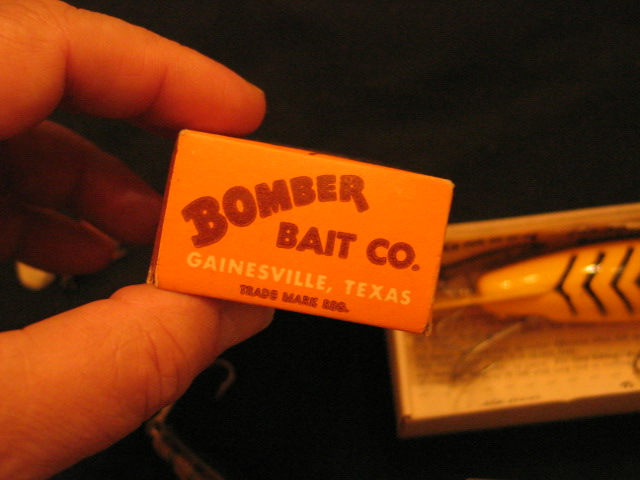 BOMBER
BAIT CO.
GAINESVILLE, TEXAS
TRADE MARK REG.